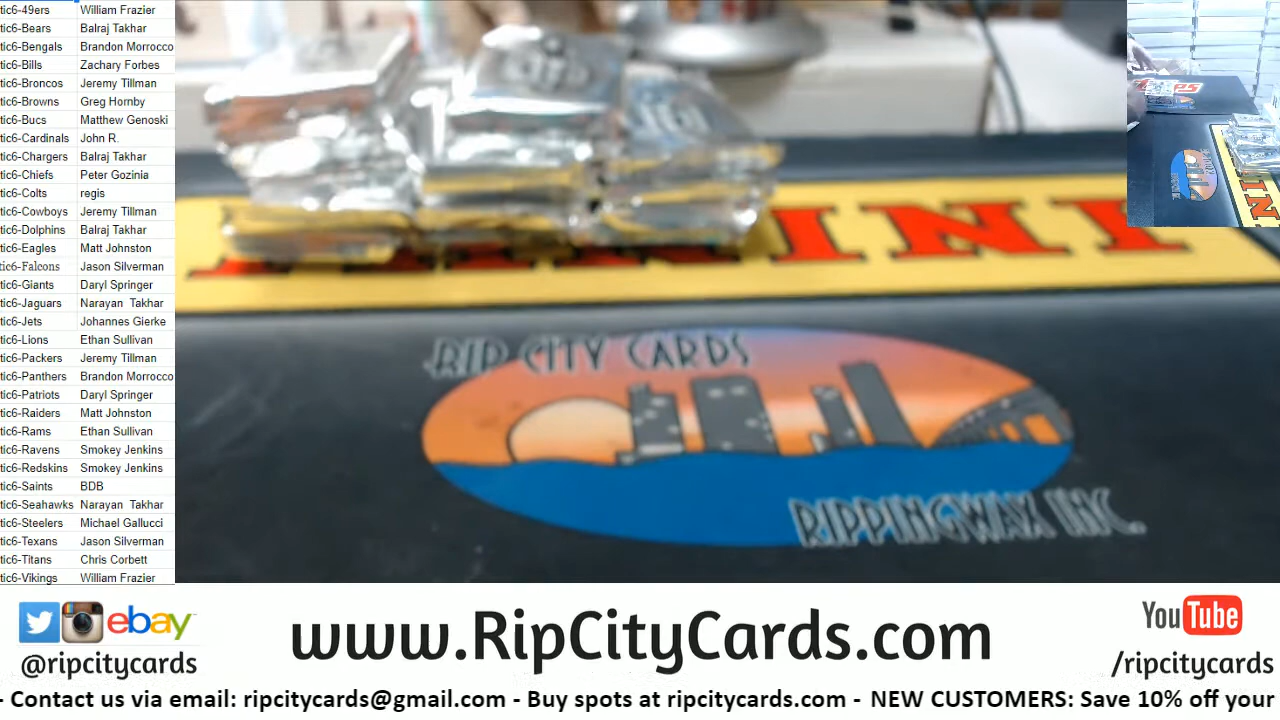 tic6-49ers William Frazier
tic6-Bears Balraj Takhar
tic6-Bengals Brandon Morrocco
tic6-Bills Zachary Forbes
tic6-Broncos Jeremy Tillman
tic6-Browns Greg Hornby
tic6-Bucs Matthew Genoski
tic6-Cardinals John R.
tic6-Chargers Balraj Takhar
tic6-Chiefs Peter Gozinia
tic6-Colts regis
tic6-Cowboys Jeremy Tillman
tic6-Dolphins Balraj Takhar
tic6-Eagles Matt Johnston
tic6-Falcons Jason Silverman
tic6-Giants Daryl Springer
tic6-Jaguars Narayan Takhar
tic6-Jets Johannes Gierke
tic6-Lions Ethan Sullivan
tic6-Packers Jeremy Tillman
tic6-Panthers Brandon Morrocco
tic6-Patriots Daryl Springer
tic6-Raiders Matt Johnston
tic6-Rams Ethan Sullivan
tic6-Ravens Smokey Jenkins
tic6-Redskins Smokey Jenkins
tic6-Saints BDB
tic6-Seahawks Narayan Takhar
tic6-Steelers Michael Gallucci
tic6-Texans Jason Silverman
tic6-Titans Chris Corbett
tic6-Vikings William Frazier
RIP CITY CARDS
RIPPINGWAX INC.
ebay
@ripcitycards
www.RipCityCards.com
YouTube
/ripcitycards
- Contact us via email: ripcitycards@gmail.com - Buy spots at ripcitycards.com - NEW CUSTOMERS: Save 10% off your